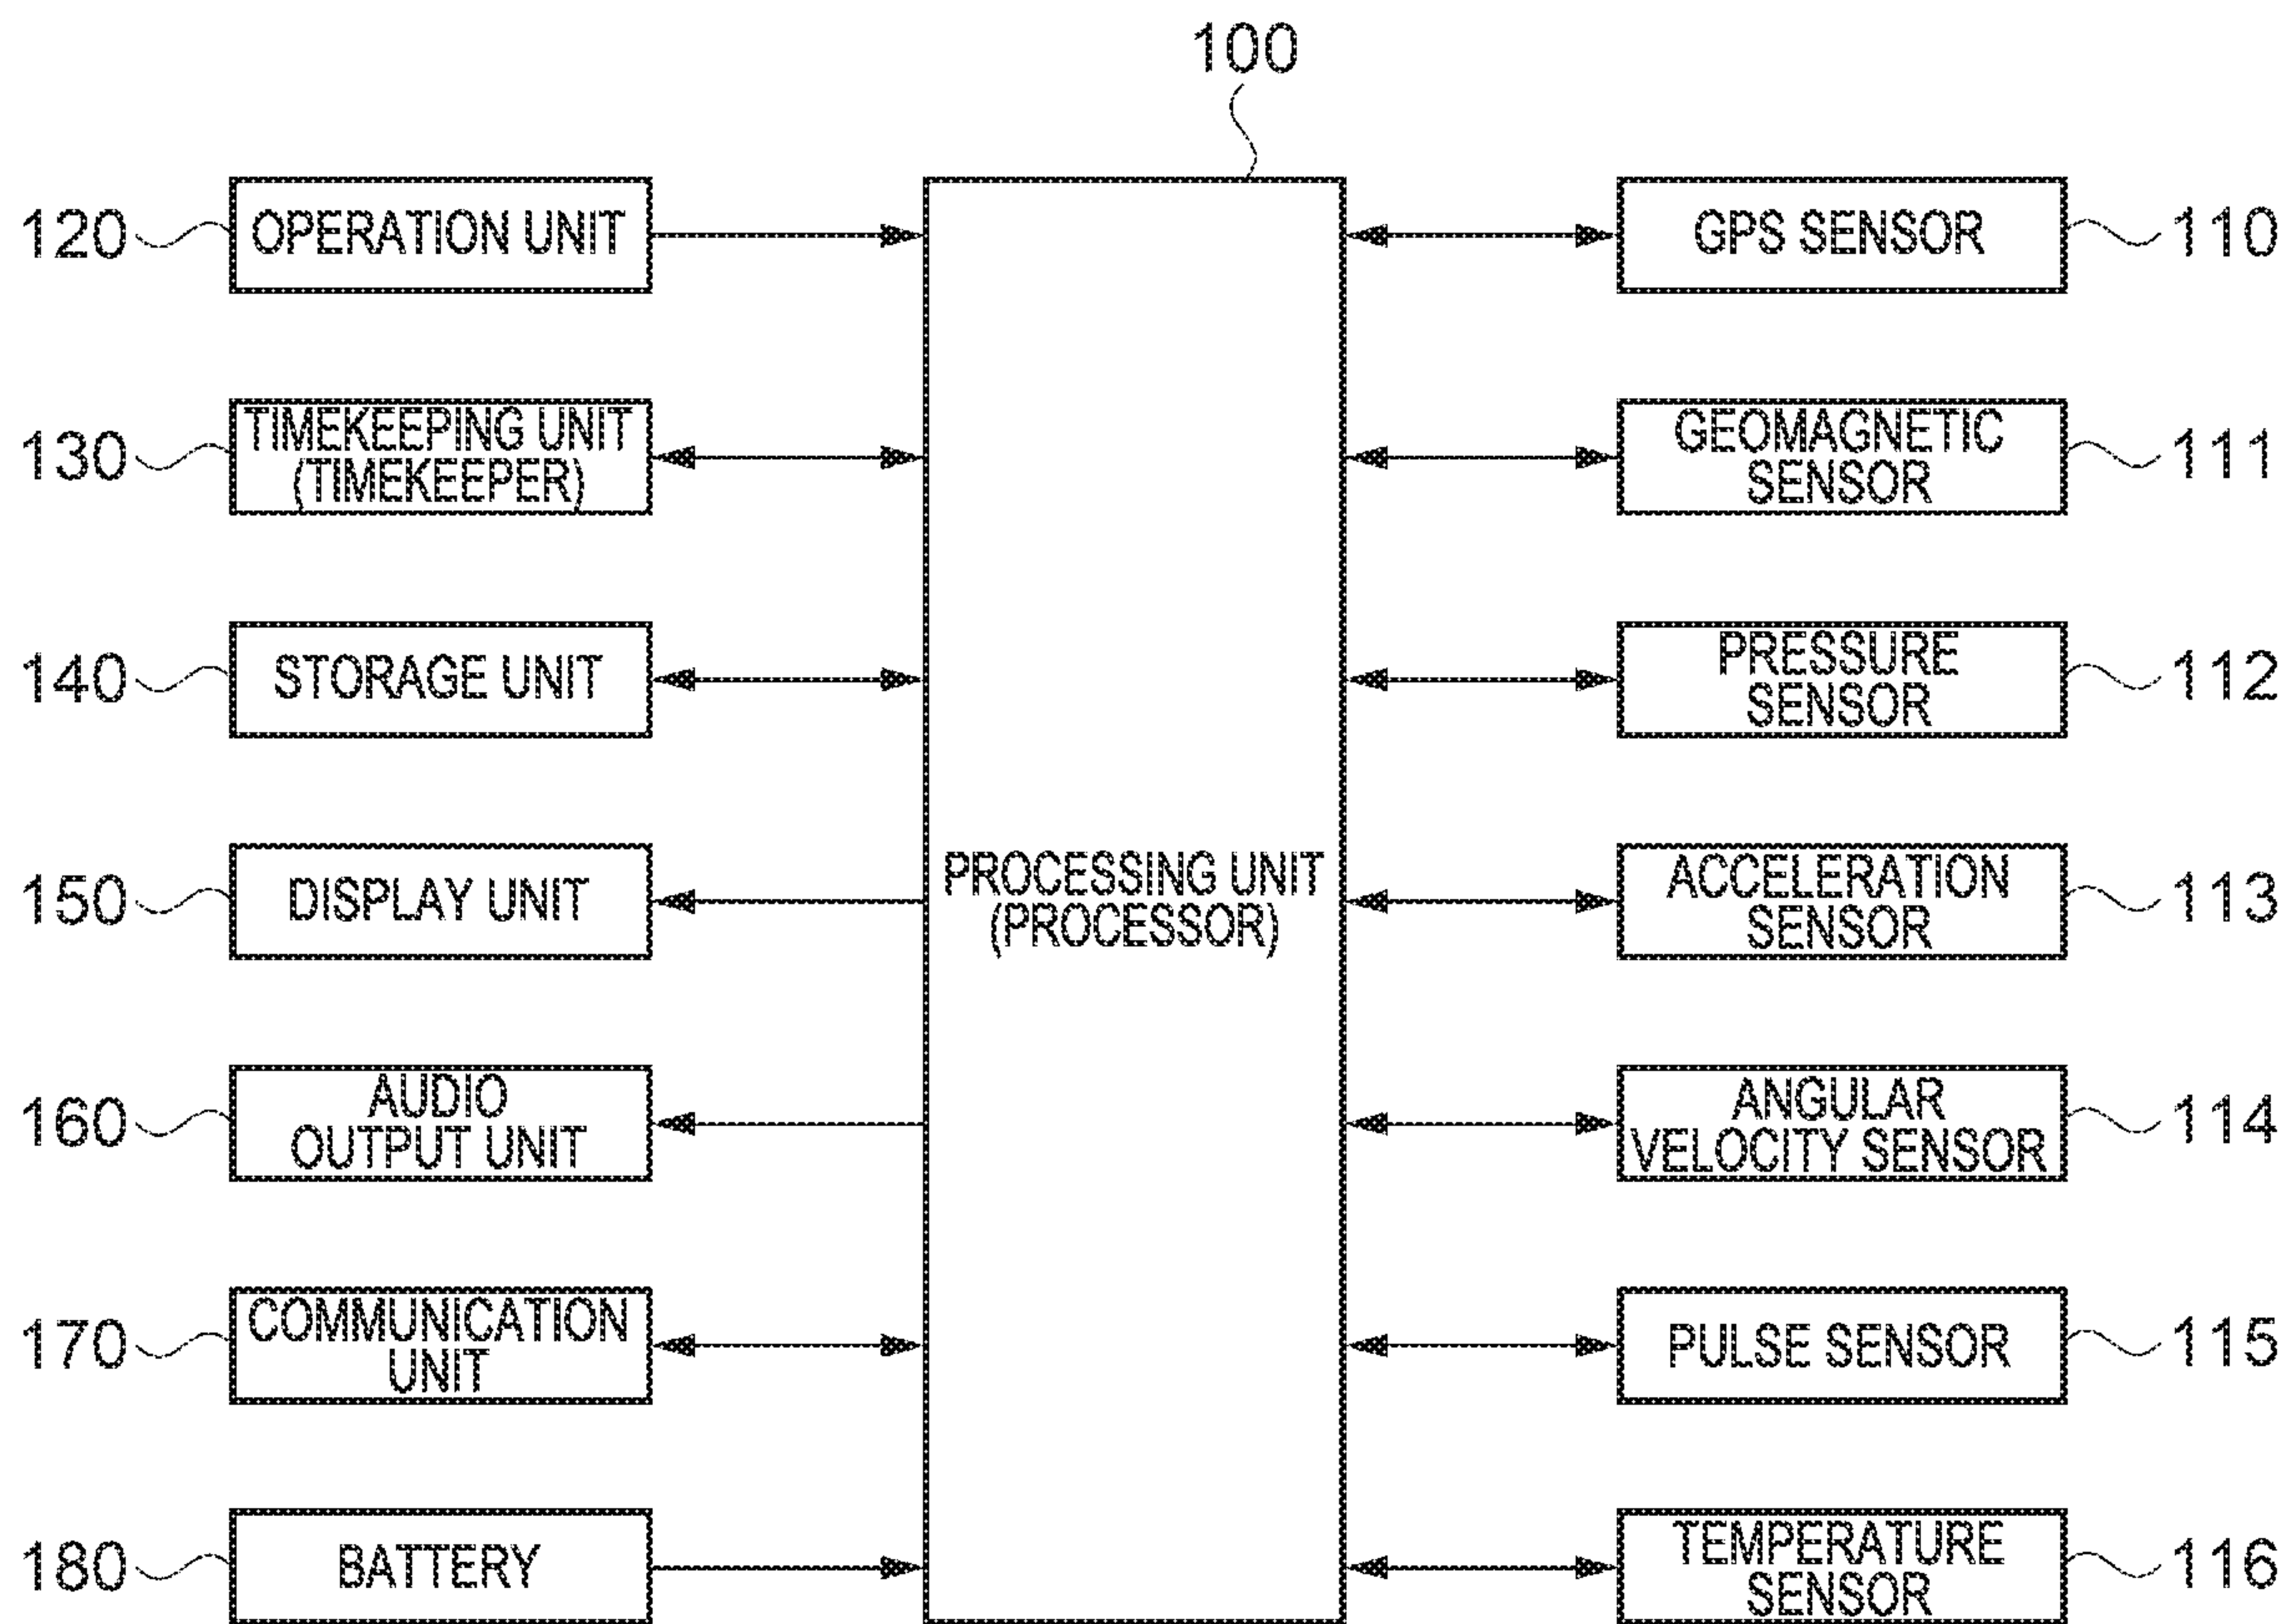 100
120
OPERATION UNIT
GPS SENSOR
110
130
TIMEKEEPING UNIT
(TIMEKEEPER)
GEOMAGNETIC
SENSOR
111
140
STORAGE UNIT
PRESSURE
SENSOR
112
150
DISPLAY UNIT
PROCESSING UNIT
(PROCESSOR)
ACCELERATION
SENSOR
113
160
AUDIO
OUTPUT UNIT
ANGULAR
VELOCITY SENSOR
114
170
COMMUNICATION
UNIT
PULSE SENSOR
115
180
BATTERY
TEMPERATURE
SENSOR
116